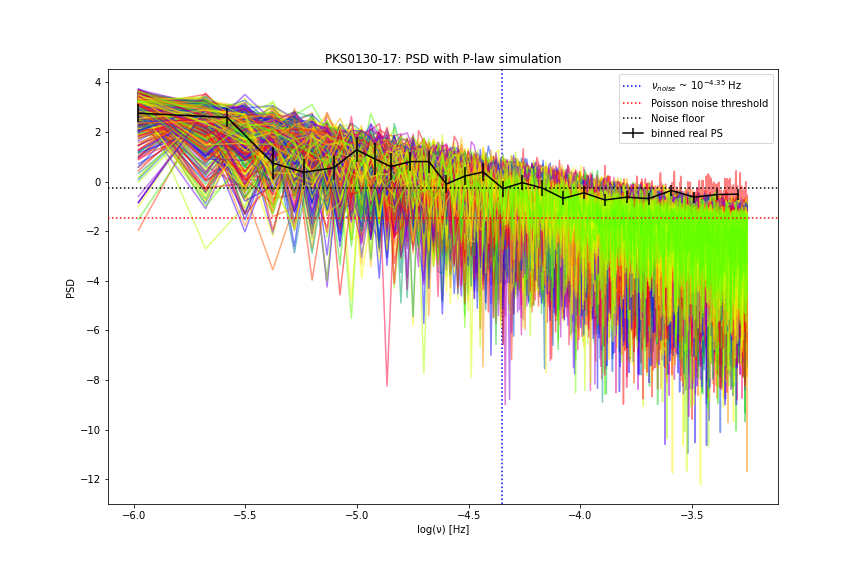 PKS0130-17: PSD with P-law simulation
4
2
0
−2
−4
−6
−8
−10
−12
PSD
ν_noise ~ 10^−4.35 Hz
Poisson noise threshold
Noise floor
binned real PS
−6.0 −5.5 −5.0 −4.5 −4.0 −3.5
log(ν) [Hz]